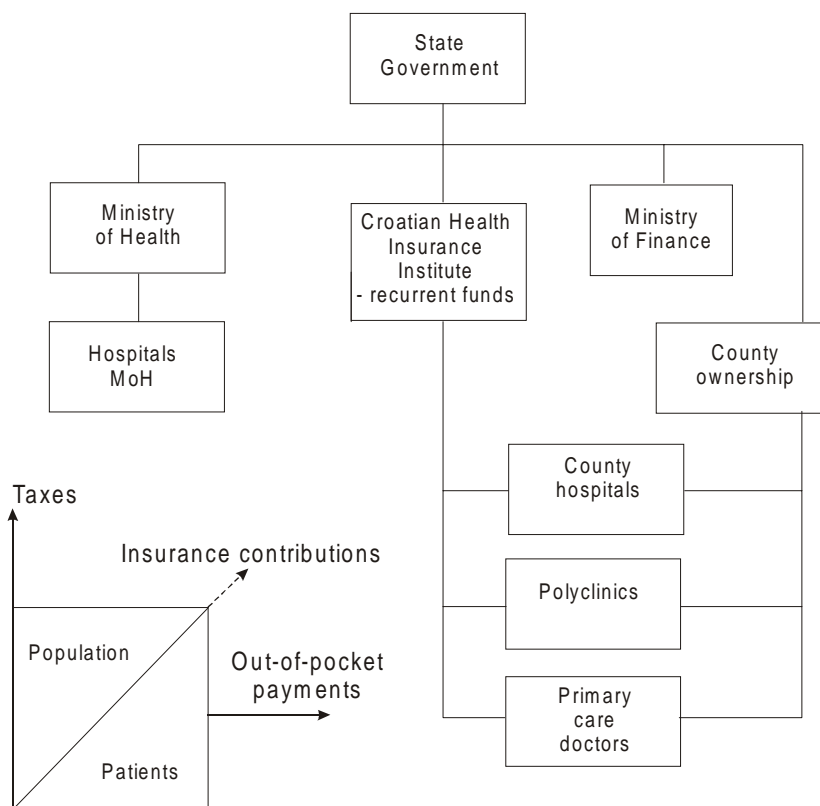 State
Government
Ministry
of Health
Croatian Health
Insurance
Institute
- recurrent funds
Ministry
of Finance
Hospitals
MoH
County
ownership
County
hospitals
Taxes
Insurance contributions
Polyclinics
Population
Out-of-pocket
payments
Primary
care
doctors
Patients